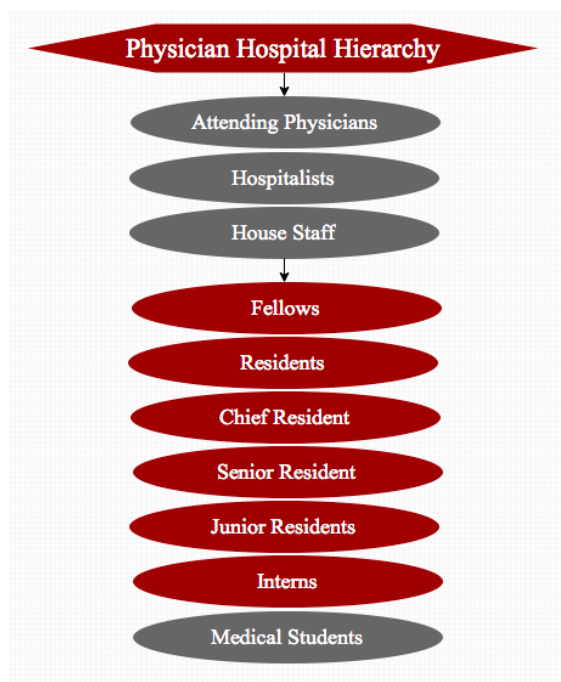 Physician Hospital Hierarchy
Attending Physicians
Hospitalists
House Staff
Fellows
Residents
Chief Resident
Senior Resident
Junior Residents
Interns
Medical Students